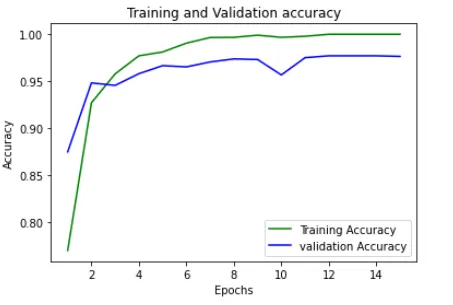 Training and Validation accuracy
Accuracy
1.00
0.95
0.90
0.85
0.80
Training Accuracy
validation Accuracy
2 4 6 8 10 12 14
Epochs